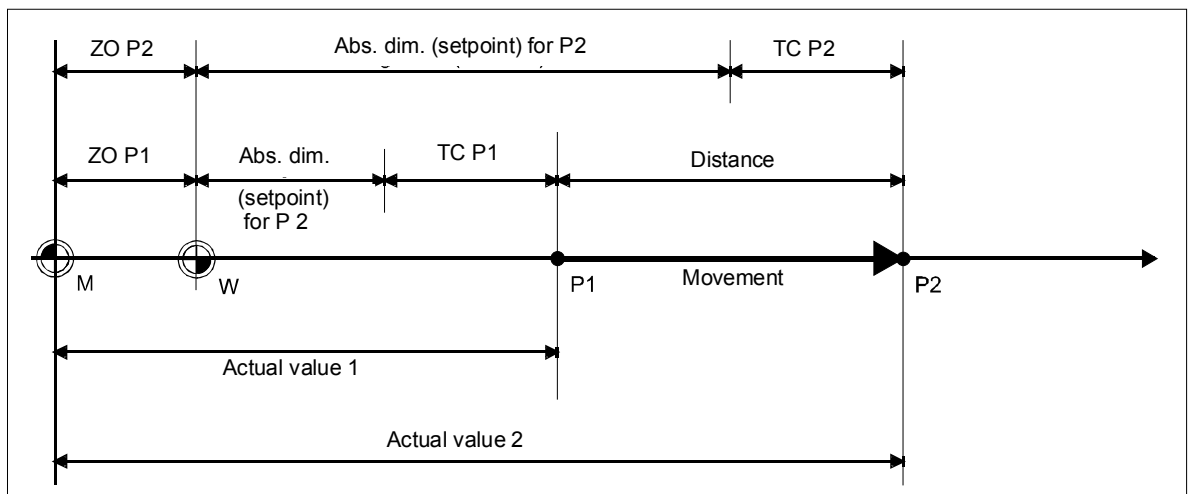 ZO P2
Abs. dim. (setpoint) for P2
TC P2
ZO P1
Abs. dim.
(setpoint)
for P 2
TC P1
Distance
M
W
P1
Movement
P2
Actual value 1
Actual value 2